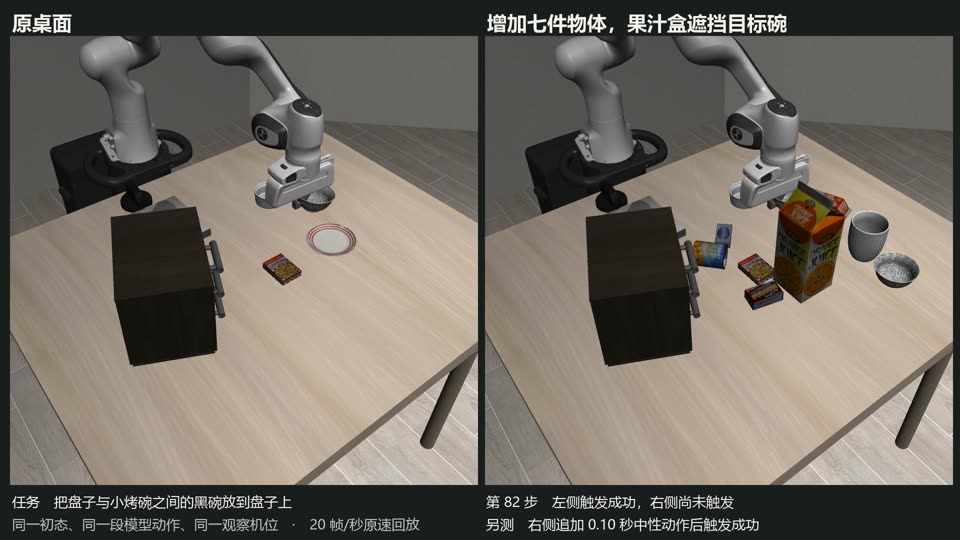 原桌面
增加七件物体，果汁盒遮挡目标碗
任务 把盘子与小烤碗之间的黑碗放到盘子上
同一初态、同一段模型动作、同一观察机位 · 20 帧/秒原速回放
第 82 步 左侧触发成功，右侧尚未触发
另测 右侧追加 0.10 秒中性动作后触发成功